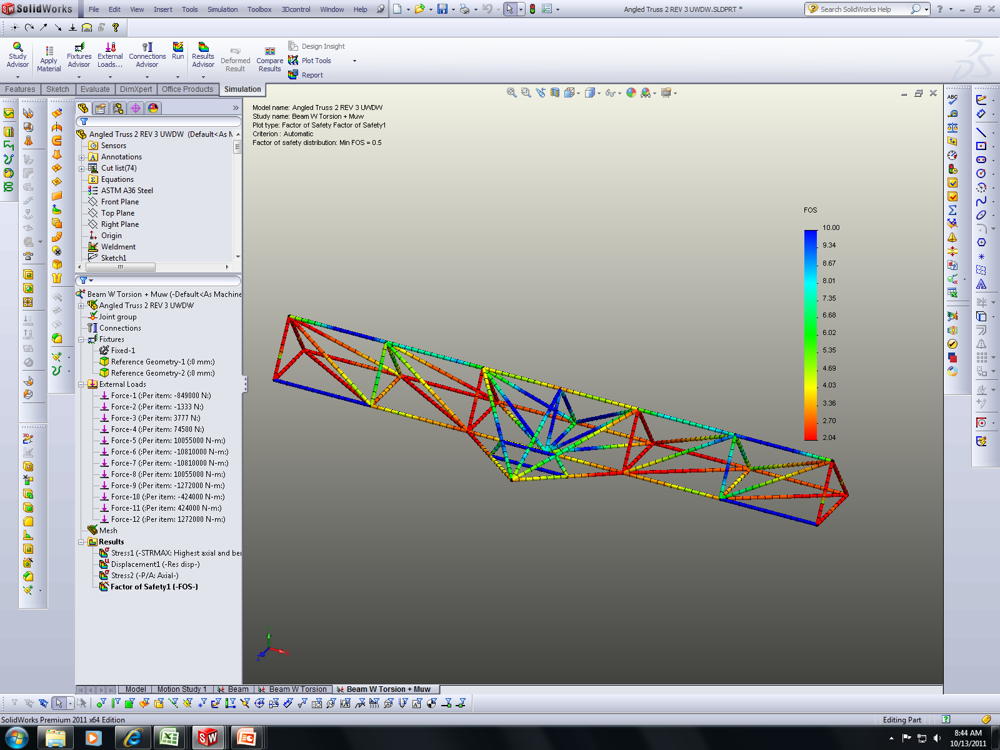 SolidWorks
File Edit View Insert Tools Simulation Toolbox 3Dcontrol Window Help
Angled Truss 2 REV 3 UWDW.SLDPRT *
Search SolidWorks Help
Study Advisor
Apply Material
Fixtures Advisor
External Loads...
Connections Advisor
Run
Results Advisor
Deformed Result
Compare Results
Design Insight
Plot Tools
Report
Features Sketch Evaluate DimXpert Office Products Simulation
Angled Truss 2 REV 3 UWDW (Default<As M
Sensors
Annotations
Cut list(74)
Equations
ASTM A36 Steel
Front Plane
Top Plane
Right Plane
Origin
Weldment
Sketch1
Beam W Torsion + Muw (-Default<As Machine
Angled Truss 2 REV 3 UWDW
Joint group
Connections
Fixtures
Fixed-1
Reference Geometry-1 (:0 mm:)
Reference Geometry-2 (:0 mm:)
External Loads
Force-1 (:Per item: -849000 N:)
Force-2 (:Per item: -1333 N:)
Force-3 (:Per item: 3777 N:)
Force-4 (:Per item: 74500 N:)
Force-5 (:Per item: 10055000 N-m:)
Force-6 (:Per item: -10810000 N-m:)
Force-7 (:Per item: -10810000 N-m:)
Force-8 (:Per item: 10055000 N-m:)
Force-9 (:Per item: -1272000 N-m:)
Force-10 (:Per item: -424000 N-m:)
Force-11 (:Per item: 424000 N-m:)
Force-12 (:Per item: 1272000 N-m:)
Mesh
Results
Stress1 (-STRMAX: Highest axial and ber
Displacement1 (-Res disp-)
Stress2 (-P/A: Axial-)
Factor of Safety1 (-FOS-)
Model name: Angled Truss 2 REV 3 UWDW
Study name: Beam W Torsion + Muw
Plot type: Factor of Safety Factor of Safety1
Criterion : Automatic
Factor of safety distribution: Min FOS = 0.5
FOS
10.00
9.34
8.67
8.01
7.35
6.68
6.02
5.35
4.69
4.03
3.36
2.70
2.04
Y
X
Z
ABC
3D
Model Motion Study 1 Beam Beam W Torsion Beam W Torsion + Muw
SolidWorks Premium 2011 x64 Edition
Editing Part
8:44 AM
10/13/2011